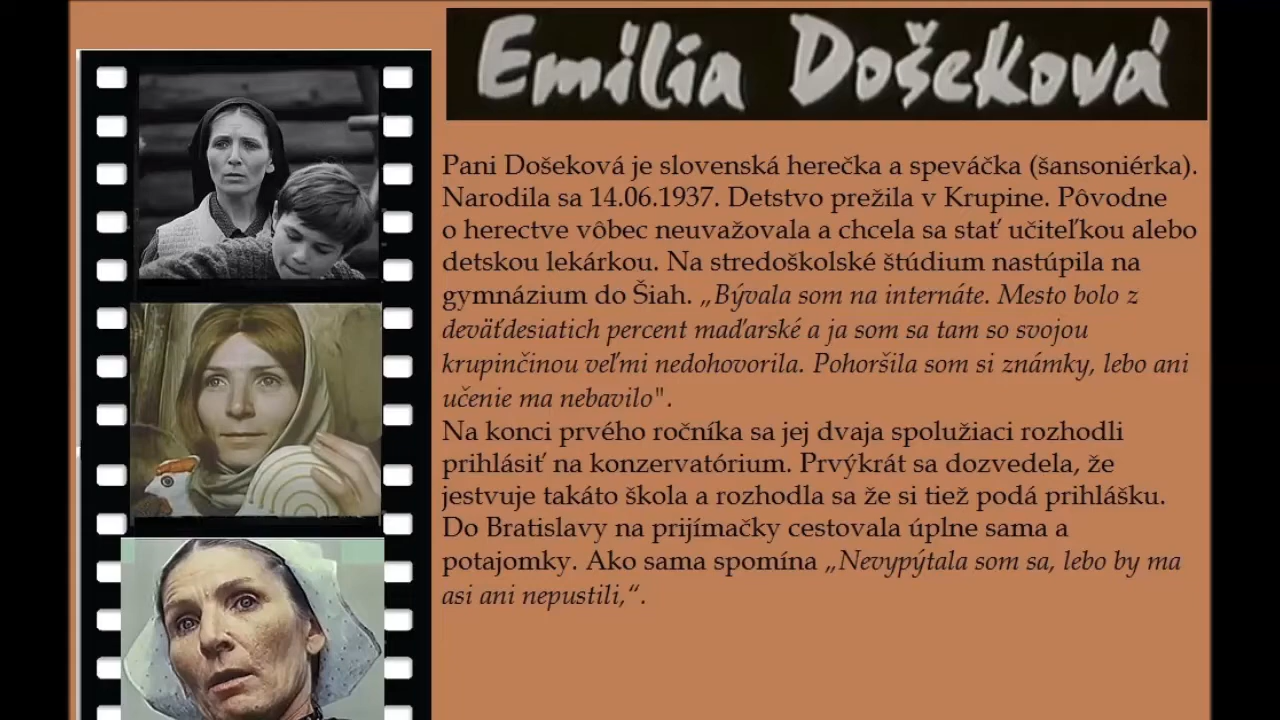 Emília Došeková
Pani Došeková je slovenská herečka a speváčka (šansoniérka).
Narodila sa 14.06.1937. Detstvo prežila v Krupine. Pôvodne
o herectve vôbec neuvažovala a chcela sa stať učiteľkou alebo
detskou lekárkou. Na stredoškolské štúdium nastúpila na
gymnázium do Šiah. „Bývala som na internáte. Mesto bolo z
deväťdesiatich percent maďarské a ja som sa tam so svojou
krupinčinou veľmi nedohovorila. Pohoršila som si známky, lebo ani
učenie ma nebavilo".
Na konci prvého ročníka sa jej dvaja spolužiaci rozhodli
prihlásiť na konzervatórium. Prvýkrát sa dozvedela, že
jestvuje takáto škola a rozhodla sa že si tiež podá prihlášku.
Do Bratislavy na prijímačky cestovala úplne sama a
potajomky. Ako sama spomína „Nevypýtala som sa, lebo by ma
asi ani nepustili,“.